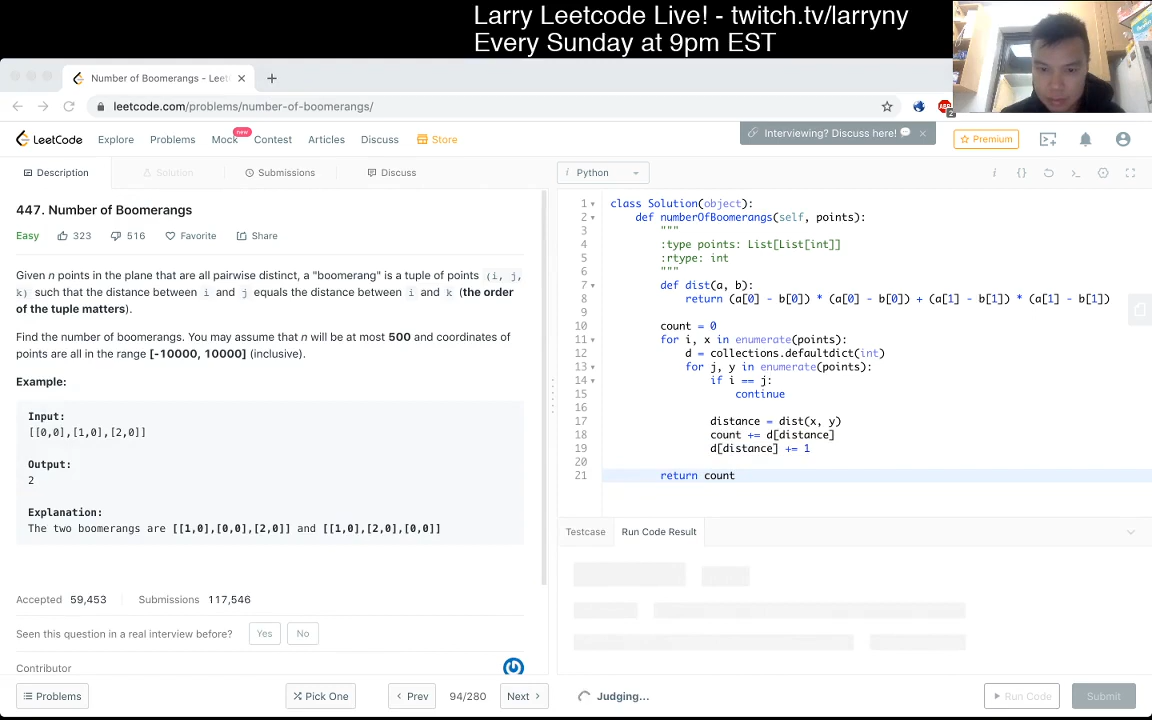 Larry Leetcode Live! - twitch.tv/larryny
Every Sunday at 9pm EST
Number of Boomerangs - Leet
leetcode.com/problems/number-of-boomerangs/
ABP
2
LeetCode
Explore
Problems
Mock
new
Contest
Articles
Discuss
Store
Interviewing? Discuss here!
Premium
Description
Solution
Submissions
Discuss
447. Number of Boomerangs
Easy
323
516
Favorite
Share
Given n points in the plane that are all pairwise distinct, a "boomerang" is a tuple of points (i, j,
k) such that the distance between i and j equals the distance between i and k (the order
of the tuple matters).
Find the number of boomerangs. You may assume that n will be at most 500 and coordinates of
points are all in the range [-10000, 10000] (inclusive).
Example:
Input:
[[0,0],[1,0],[2,0]]
Output:
2
Explanation:
The two boomerangs are [[1,0],[0,0],[2,0]] and [[1,0],[2,0],[0,0]]
Accepted 59,453
Submissions 117,546
Seen this question in a real interview before?
Yes
No
Contributor
Problems
Pick One
Prev
94/280
Next
i Python
1 class Solution(object):
2 def numberOfBoomerangs(self, points):
3 """
4 :type points: List[List[int]]
5 :rtype: int
6 """
7 def dist(a, b):
8 return (a[0] - b[0]) * (a[0] - b[0]) + (a[1] - b[1]) * (a[1] - b[1])
9
10 count = 0
11 for i, x in enumerate(points):
12 d = collections.defaultdict(int)
13 for j, y in enumerate(points):
14 if i == j:
15 continue
16
17 distance = dist(x, y)
18 count += d[distance]
19 d[distance] += 1
20
21 return count
Testcase
Run Code Result
Judging...
Run Code
Submit